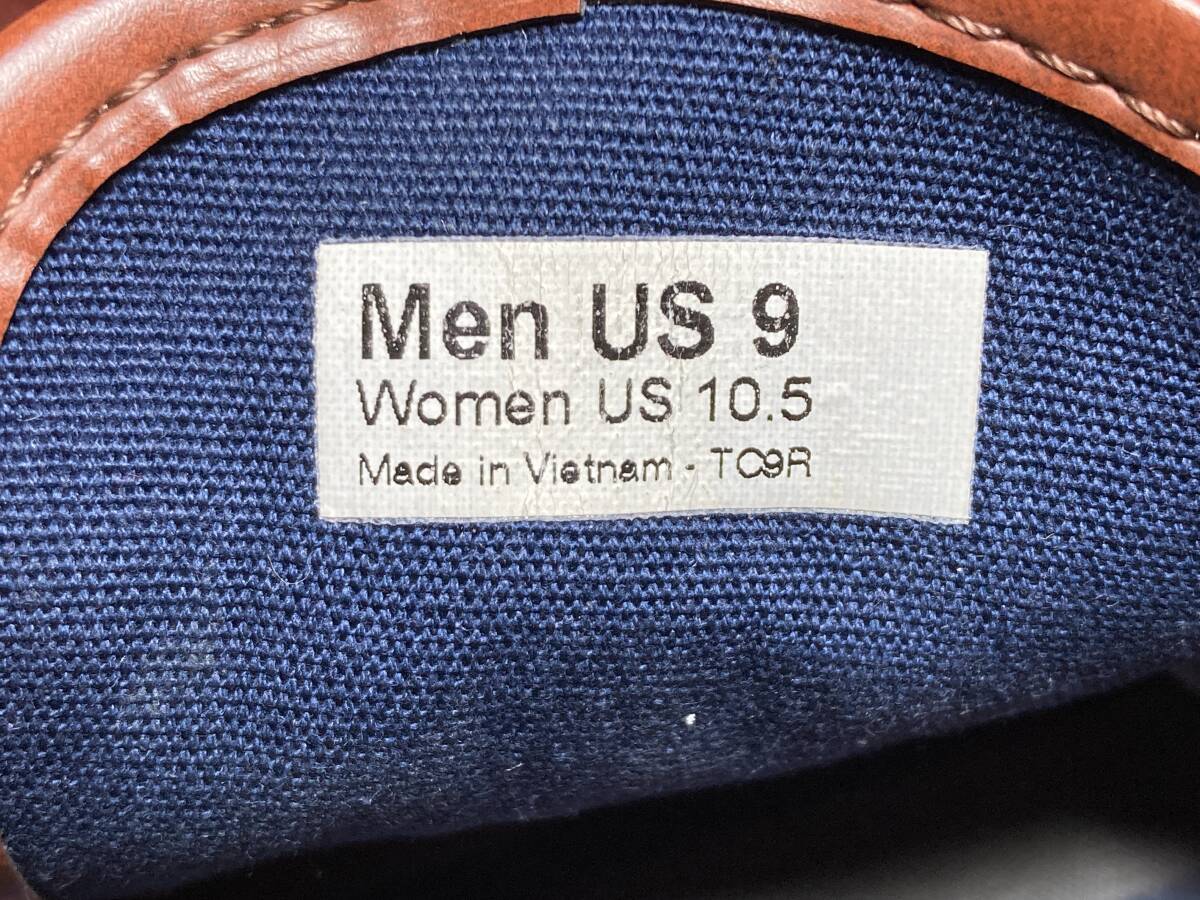 Men US 9
Women US 10.5
Made in Vietnam - TC9R